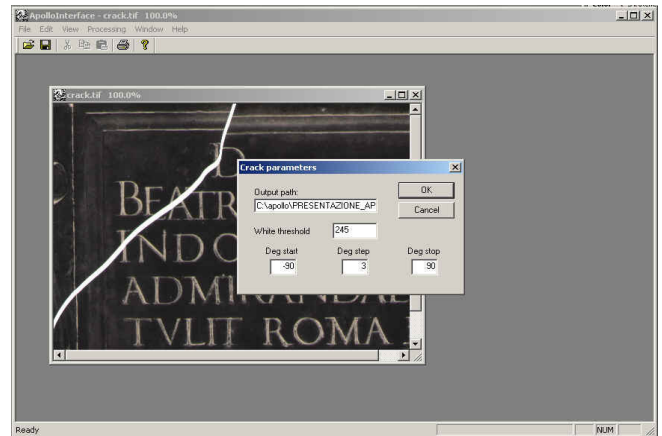 ApolloInterface - crack.tif 100.0%
File Edit View Processing Window Help
crack.tif 100.0%
D
BEATR
INDO
ADMIRANDAE
TVLIT ROMA
Crack parameters
Output path:
C:\apollo\PRESENTAZIONE_AP
OK
Cancel
White threshold
245
Deg start Deg step Deg stop
-90 3 90
Ready
NUM